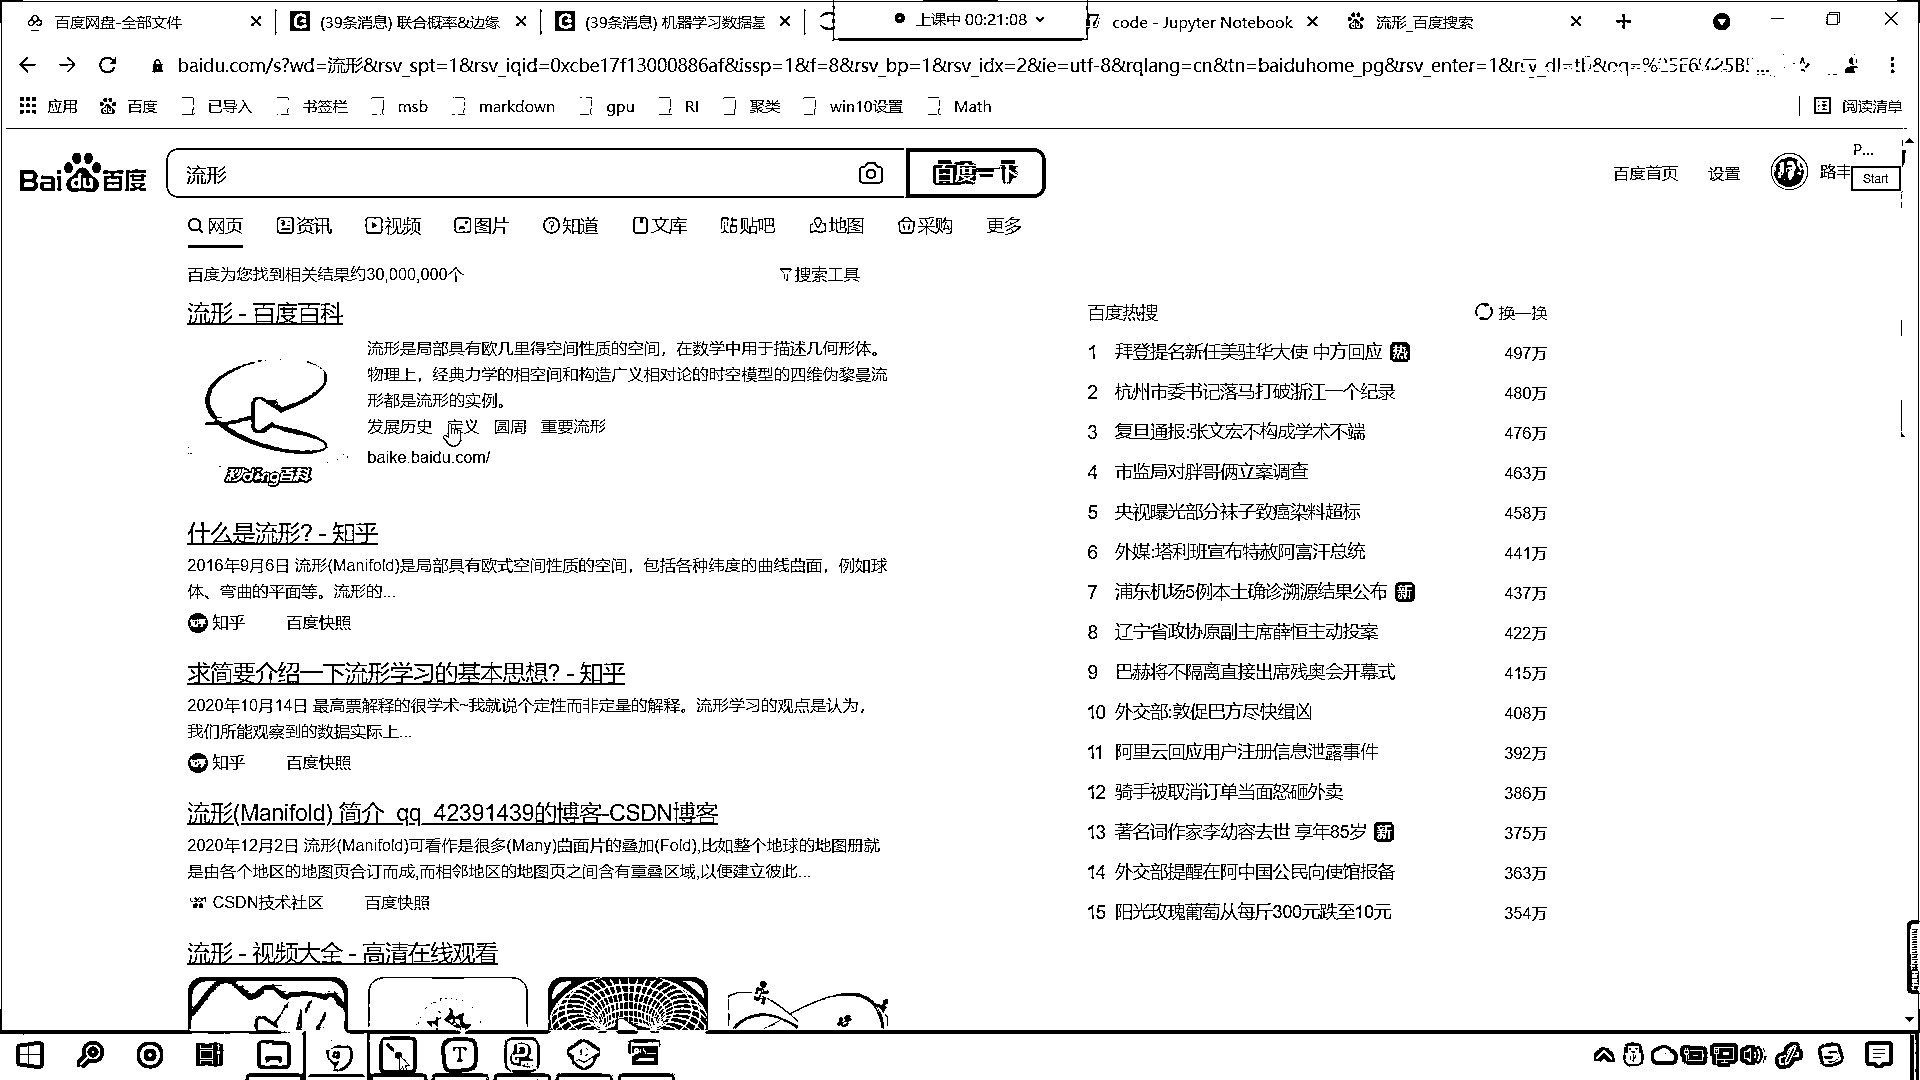 百度网盘-全部文件
(39条消息) 联合概率&边缘
(39条消息) 机器学习数据基
上课中 00:21:08
code - Jupyter Notebook
流形_百度搜索
应用
百度
已导入
书签栏
msb
markdown
gpu
RI
聚类
win10设置
Math
阅读清单
Bai du 百度
流形
百度一下
百度首页
设置
路丰
P...
Start
网页
资讯
视频
图片
知道
文库
贴吧
地图
采购
更多
百度为您找到相关结果约30,000,000个
搜索工具
流形 - 百度百科
流形是局部具有欧几里得空间性质的空间，在数学中用于描述几何形体。
物理上，经典力学的相空间和构造广义相对论的时空模型的四维伪黎曼流
形都是流形的实例。
发展历史 定义 圆周 重要流形
baike.baidu.com/
秒dǒng百科
什么是流形? - 知乎
2016年9月6日 流形(Manifold)是局部具有欧式空间性质的空间，包括各种纬度的曲线曲面，例如球
体、弯曲的平面等。流形的...
知乎 百度快照
求简要介绍一下流形学习的基本思想? - 知乎
2020年10月14日 最高票解释的很学术~我就说个定性而非定量的解释。流形学习的观点是认为，
我们所能观察到的数据实际上...
知乎 百度快照
流形(Manifold) 简介_qq_42391439的博客-CSDN博客
2020年12月2日 流形(Manifold)可看作是很多(Many)曲面片的叠加(Fold),比如整个地球的地图册就
是由各个地区的地图页合订而成,而相邻地区的地图页之间含有重叠区域,以便建立彼此...
CSDN技术社区 百度快照
流形 - 视频大全 - 高清在线观看
百度热搜
换一换
1 拜登提名新任美驻华大使 中方回应 热 497万
2 杭州市委书记落马打破浙江一个纪录 480万
3 复旦通报:张文宏不构成学术不端 476万
4 市监局对胖哥俩立案调查 463万
5 央视曝光部分袜子致癌染料超标 458万
6 外媒:塔利班宣布特赦阿富汗总统 441万
7 浦东机场5例本土确诊溯源结果公布 新 437万
8 辽宁省政协原副主席薛恒主动投案 422万
9 巴赫将不隔离直接出席残奥会开幕式 415万
10 外交部:敦促巴方尽快缉凶 408万
11 阿里云回应用户注册信息泄露事件 392万
12 骑手被取消订单当面怒砸外卖 386万
13 著名词作家李幼容去世 享年85岁 新 375万
14 外交部提醒在阿中国公民向使馆报备 363万
15 阳光玫瑰葡萄从每斤300元跌至10元 354万